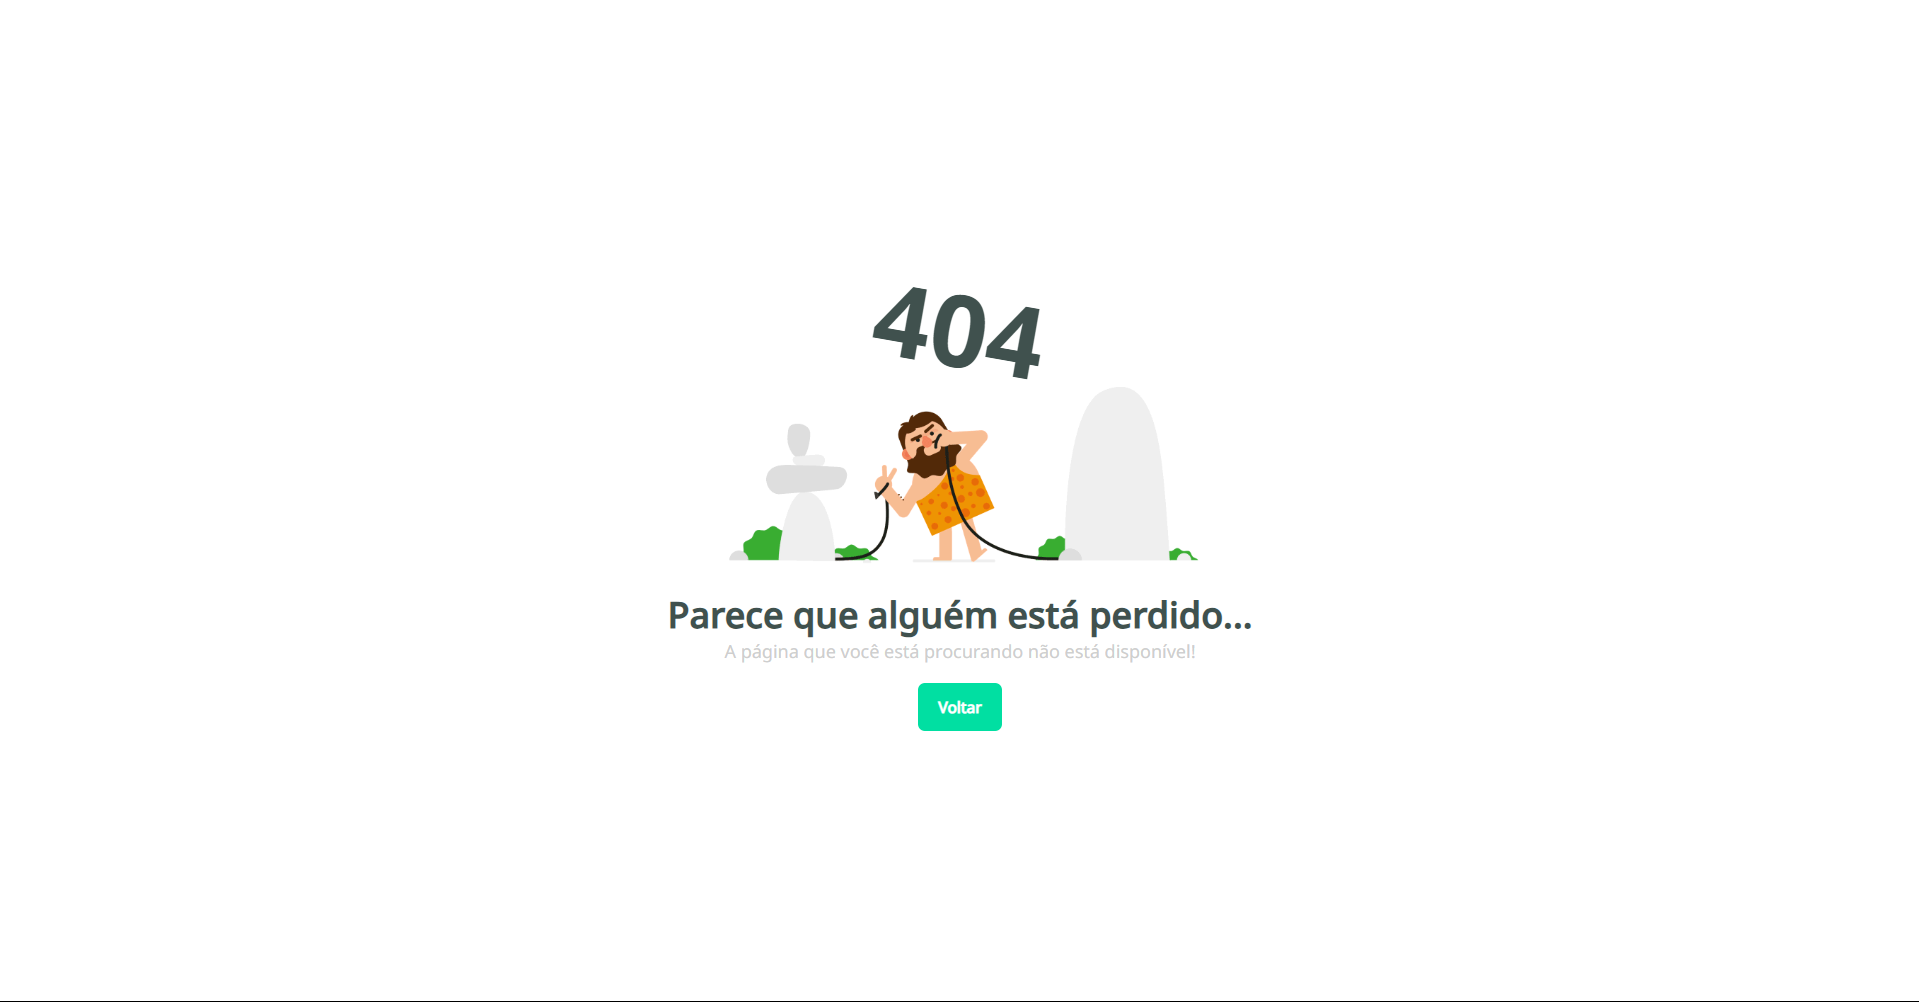 404
Parece que alguém está perdido...
A página que você está procurando não está disponível!
Voltar